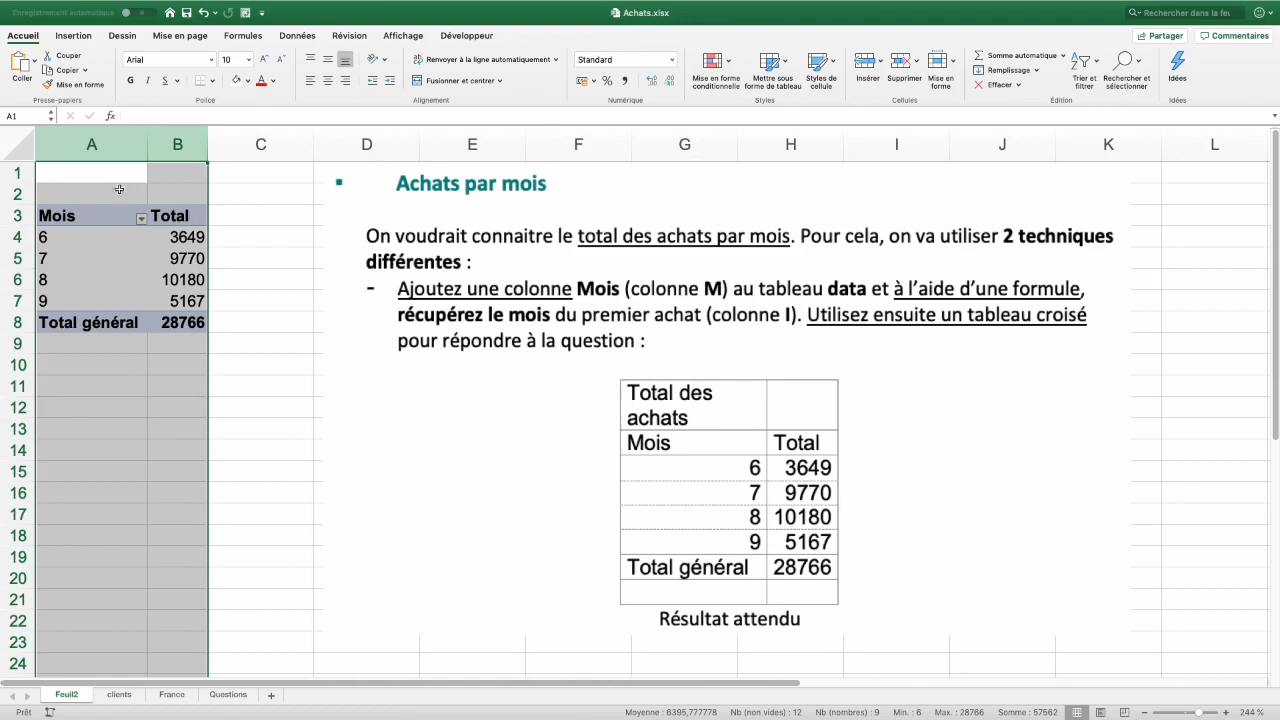 Enregistrement automatique
Achats.xlsx
Rechercher dans la feu
Accueil Insertion Dessin Mise en page Formules Données Révision Affichage Développeur
Partager Commentaires
Coller
Couper
Copier
Mise en forme
Arial 10
G I S
Renvoyer à la ligne automatiquement
Fusionner et centrer
Standard
Mise en forme conditionnelle
Mettre sous forme de tableau
Styles de cellule
Insérer Supprimer Mise en forme
Somme automatique
Remplissage
Effacer
Trier et filtrer
Rechercher et sélectionner
Idées
Presse-papiers Police Alignement Numérique Styles Cellules Édition Idées
A1 fx
A B C D E F G H I J K L
1
2
3 Mois Total
4 6 3649
5 7 9770
6 8 10180
7 9 5167
8 Total général 28766
9
10
11
12
13
14
15
16
17
18
19
20
21
22
23
24
▪ Achats par mois
On voudrait connaitre le total des achats par mois. Pour cela, on va utiliser 2 techniques
différentes :
- Ajoutez une colonne Mois (colonne M) au tableau data et à l’aide d’une formule,
récupérez le mois du premier achat (colonne I). Utilisez ensuite un tableau croisé
pour répondre à la question :
Total des
achats
Mois Total
6 3649
7 9770
8 10180
9 5167
Total général 28766
Résultat attendu
Feuil2 clients France Questions +
Prêt Moyenne : 6395,777778 Nb (non vides) : 12 Nb (nombres) : 9 Min. : 6 Max. : 28766 Somme : 57562 244 %